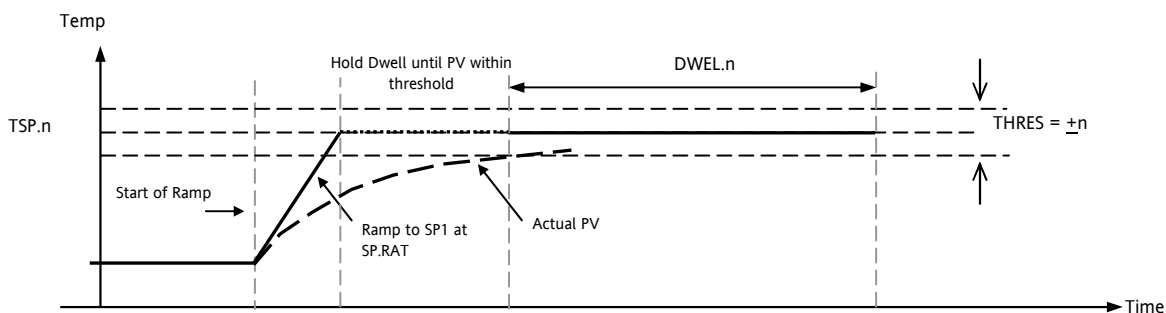 Temp
Hold Dwell until PV within
threshold
DWEL.n
TSP.n
THRES = ±n
Start of Ramp
Ramp to SP1 at
SP.RAT
Actual PV
Time